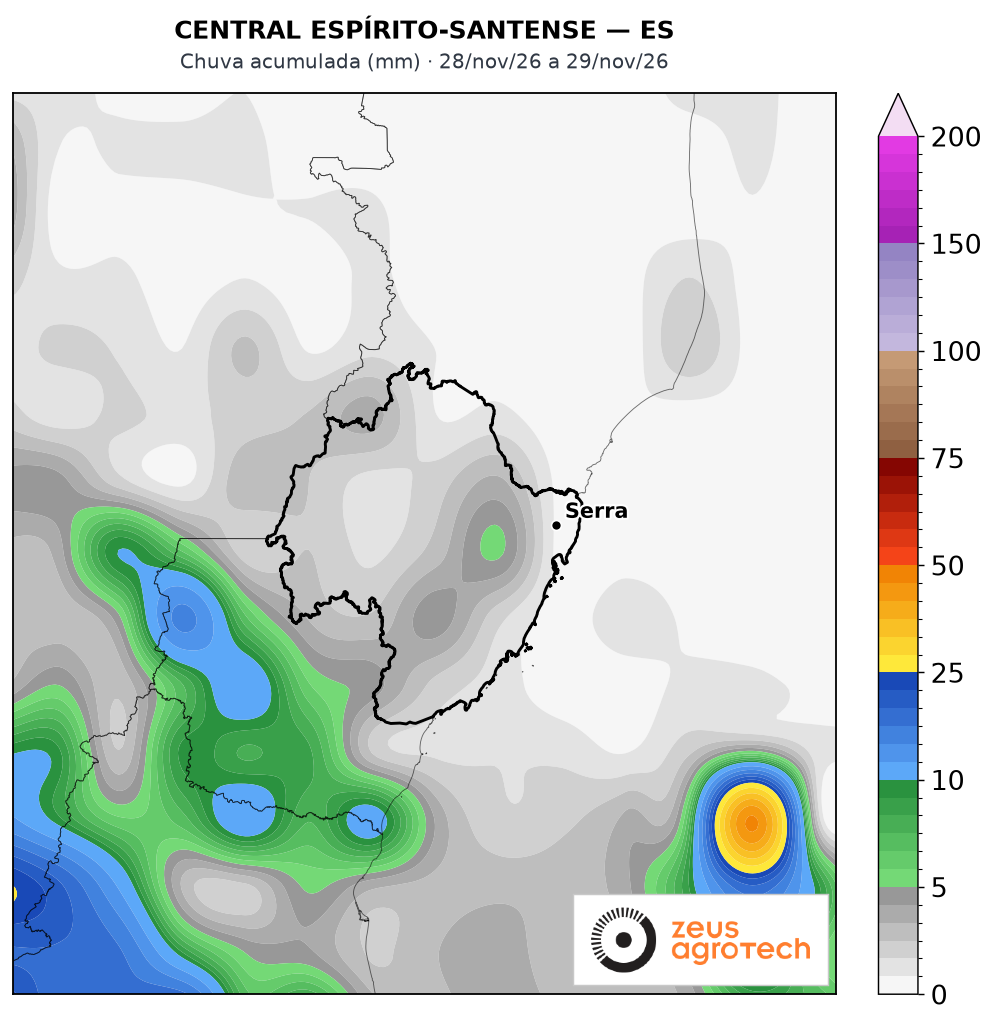 CENTRAL ESPÍRITO-SANTENSE — ES
Chuva acumulada (mm) · 28/nov/26 a 29/nov/26
200
150
100
75
50
25
10
5
0
Serra
zeus
agrotech